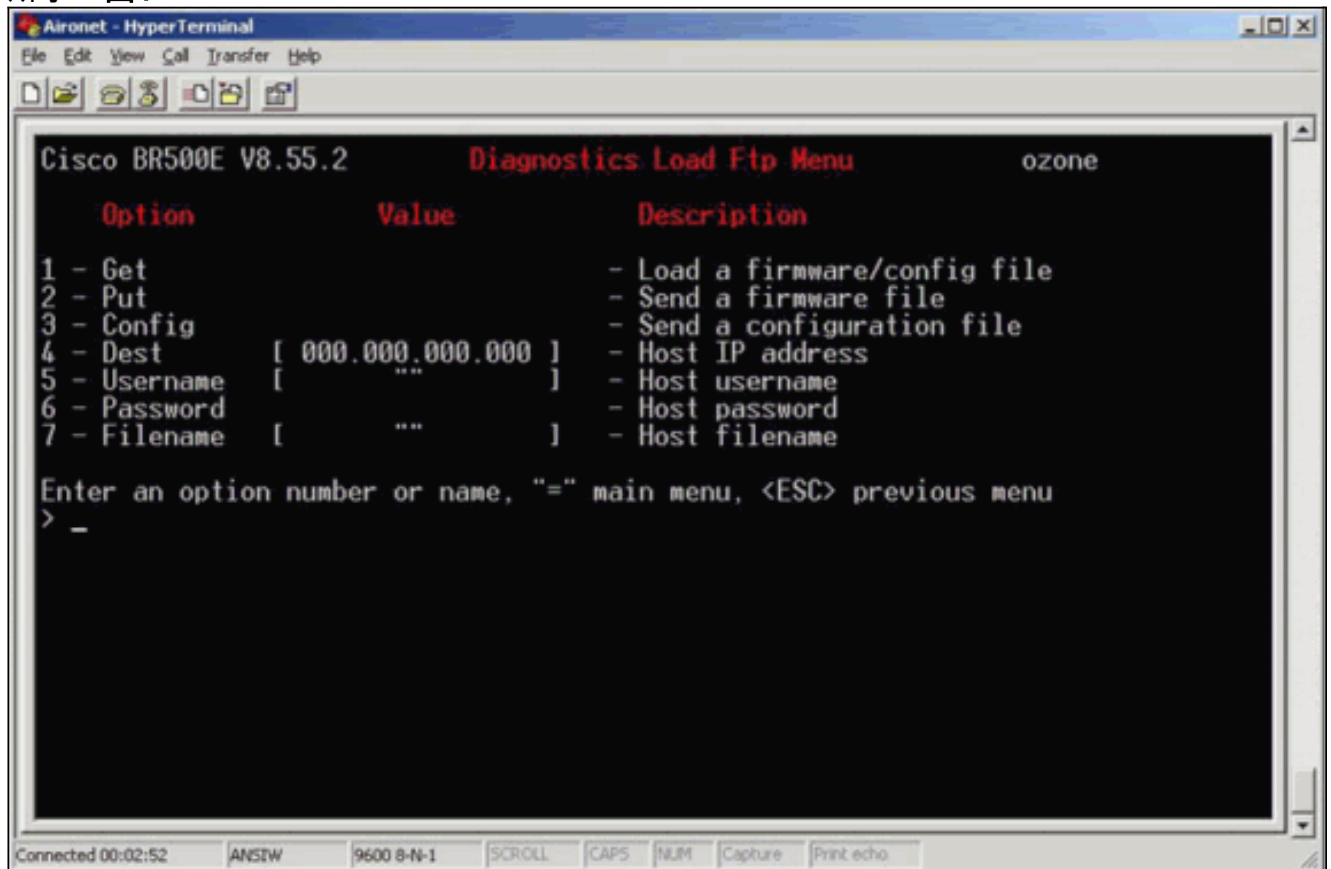 Aironet - HyperTerminal
File Edit View Call Transfer Help
Cisco BR500E V8.55.2 Diagnostics Load Ftp Menu ozone
Option Value Description
1 - Get - Load a firmware/config file
2 - Put - Send a firmware file
3 - Config - Send a configuration file
4 - Dest [ 000.000.000.000 ] - Host IP address
5 - Username [ "" ] - Host username
6 - Password - Host password
7 - Filename [ "" ] - Host filename
Enter an option number or name, "=" main menu, <ESC> previous menu
> _
Connected 00:02:52 ANSIW 9600 8-N-1 SCROLL CAPS NUM Capture Print echo